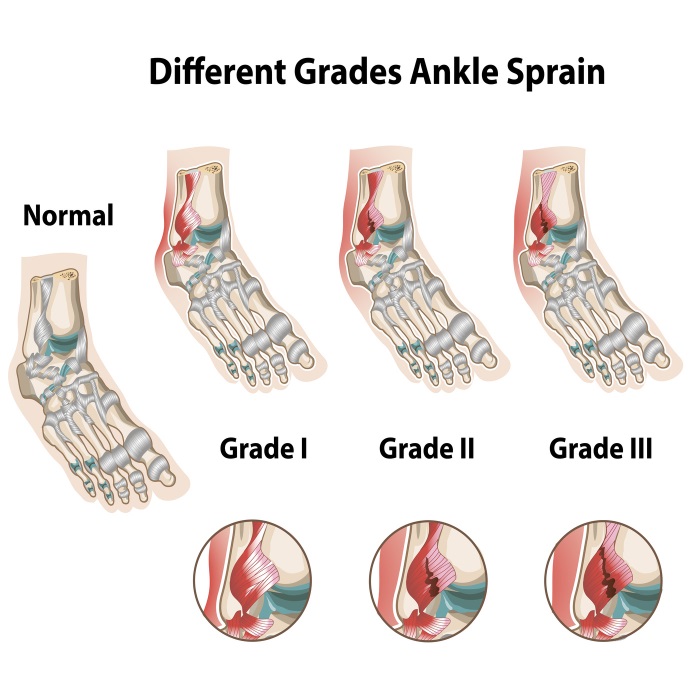 Different Grades Ankle Sprain
Normal
Grade I
Grade II
Grade III